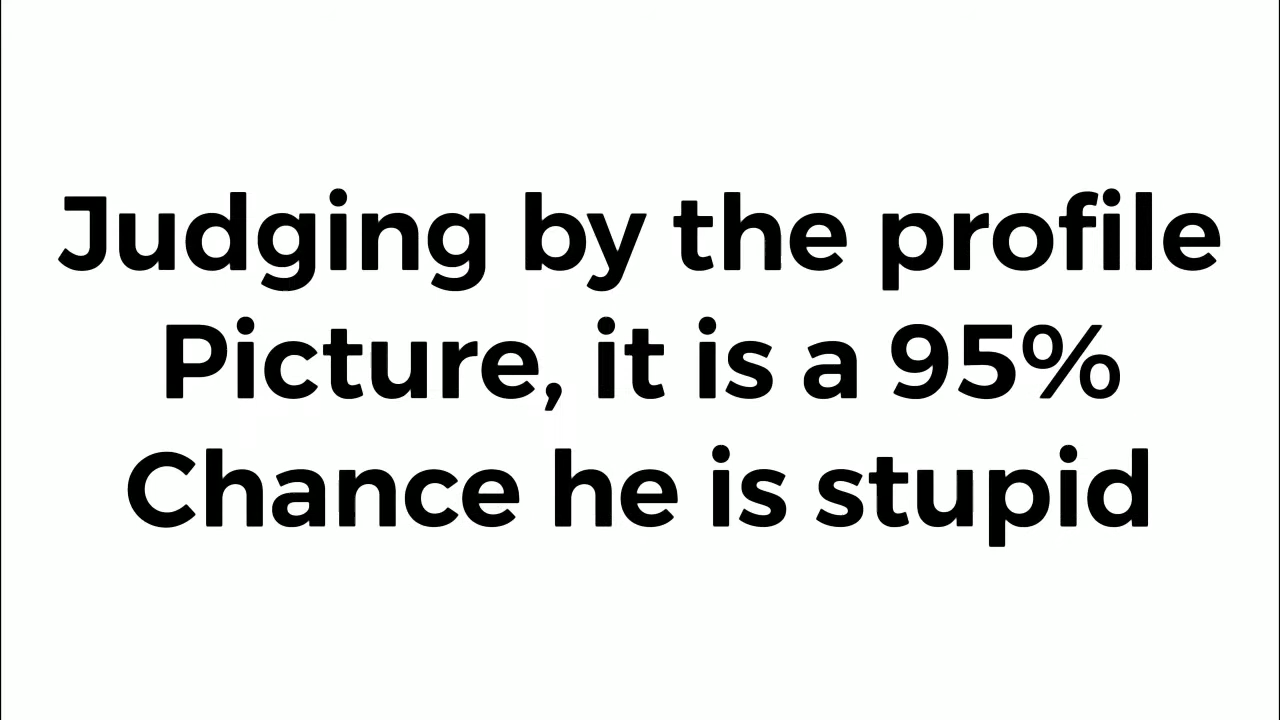 Judging by the profile
Picture, it is a 95%
Chance he is stupid